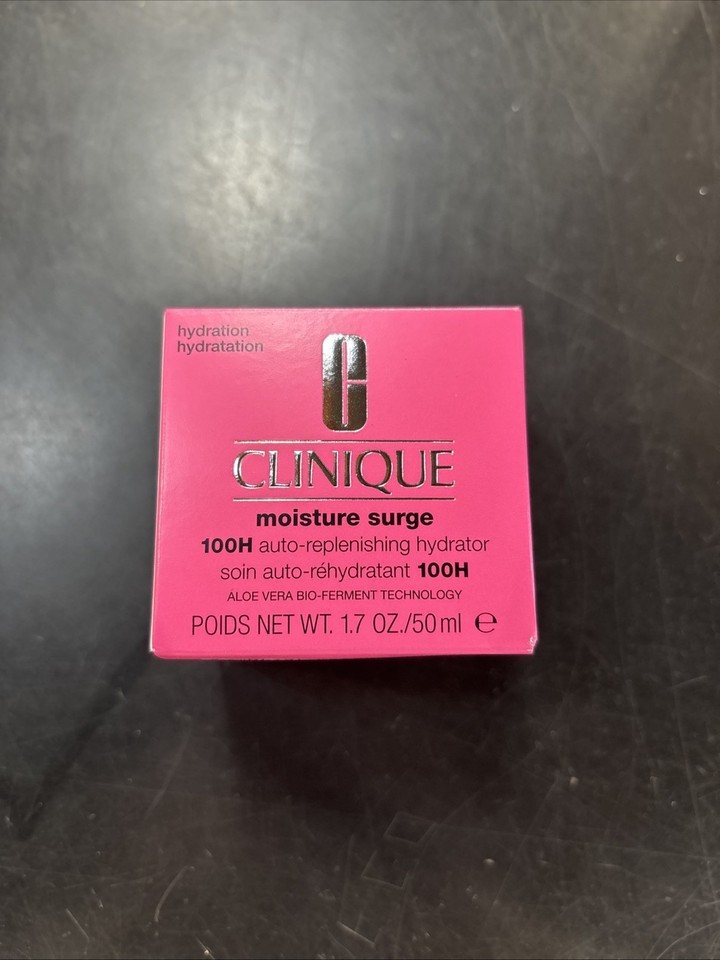 hydration
hydratation
C
CLINIQUE
moisture surge
100H auto-replenishing hydrator
soin auto-réhydratant 100H
ALOE VERA BIO-FERMENT TECHNOLOGY
POIDS NET WT. 1.7 OZ./50 ml ℮